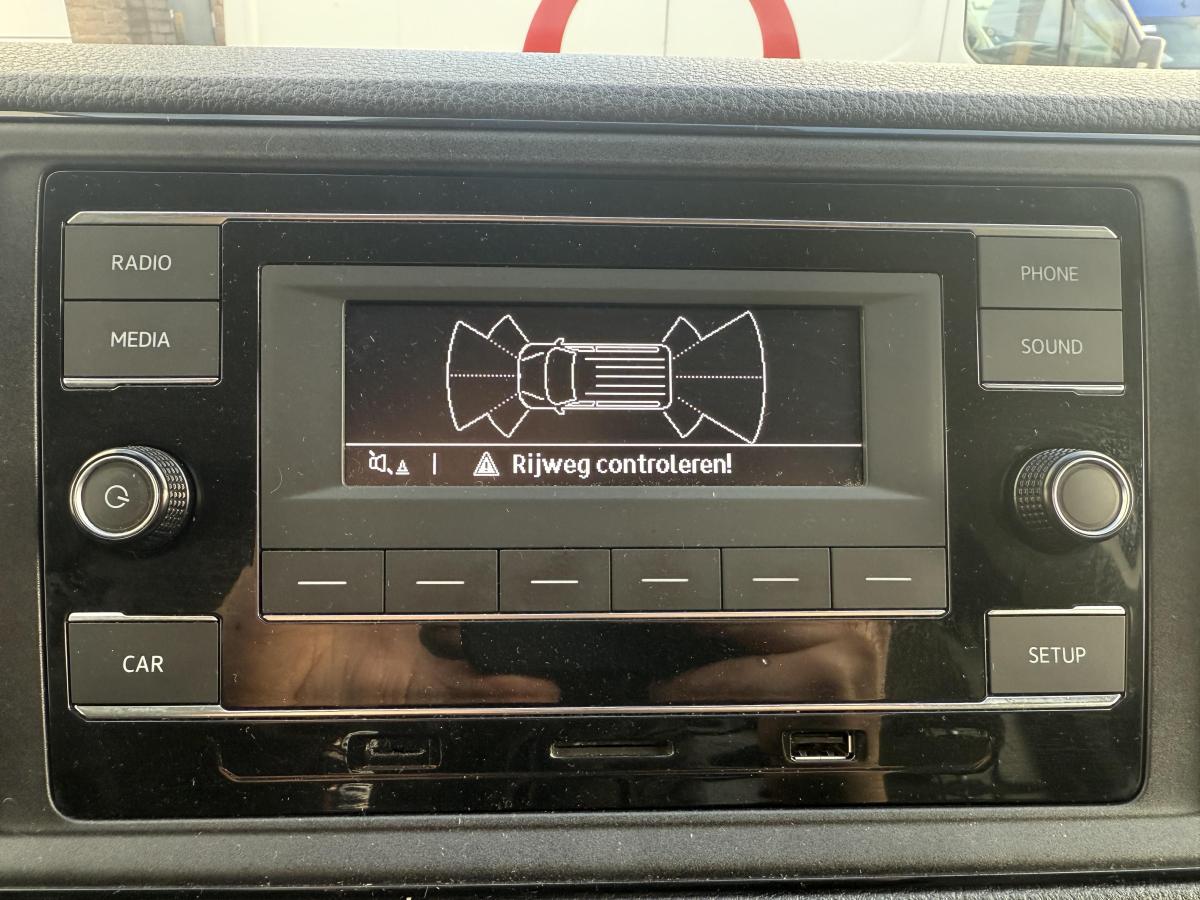 RADIO
PHONE
MEDIA
SOUND
Rijweg controleren!
CAR
SETUP